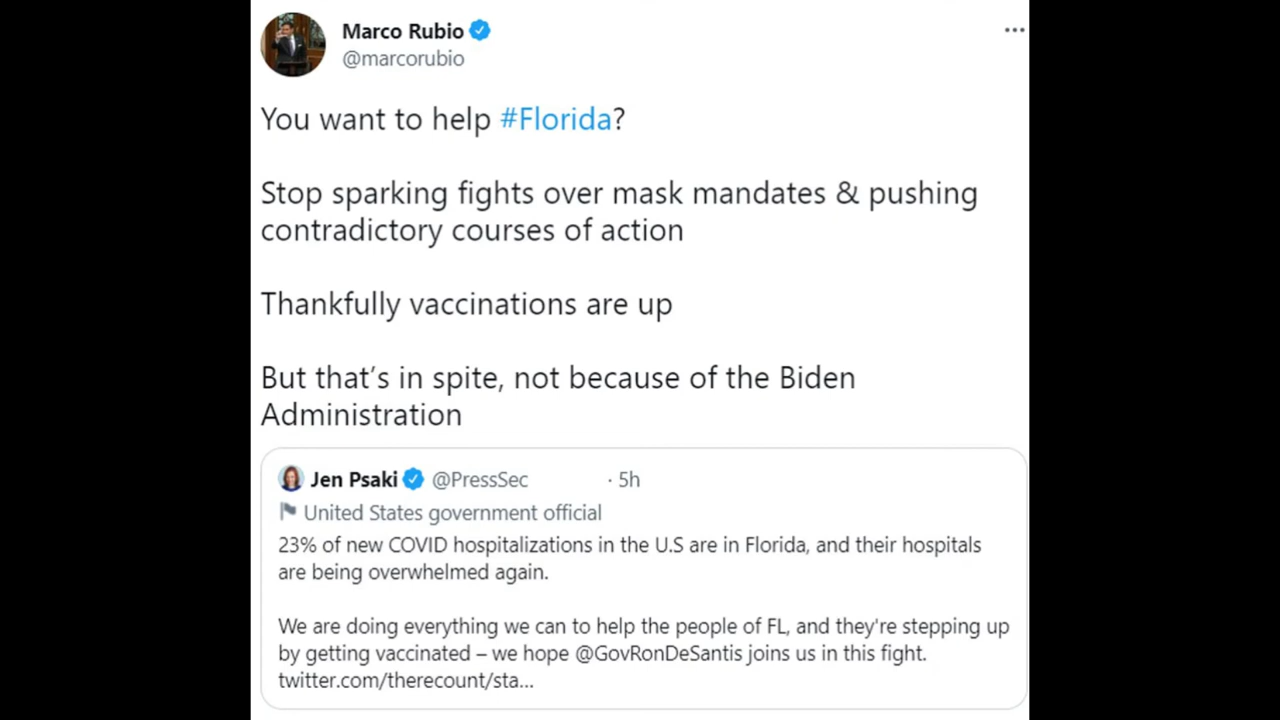 Marco Rubio
@marcorubio
You want to help #Florida?
Stop sparking fights over mask mandates & pushing
contradictory courses of action
Thankfully vaccinations are up
But that’s in spite, not because of the Biden
Administration
Jen Psaki @PressSec · 5h
United States government official
23% of new COVID hospitalizations in the U.S are in Florida, and their hospitals
are being overwhelmed again.
We are doing everything we can to help the people of FL, and they're stepping up
by getting vaccinated – we hope @GovRonDeSantis joins us in this fight.
twitter.com/therecount/sta...